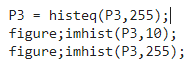 P3 = histeq(P3,255);
figure;imhist(P3,10);
figure;imhist(P3,255);